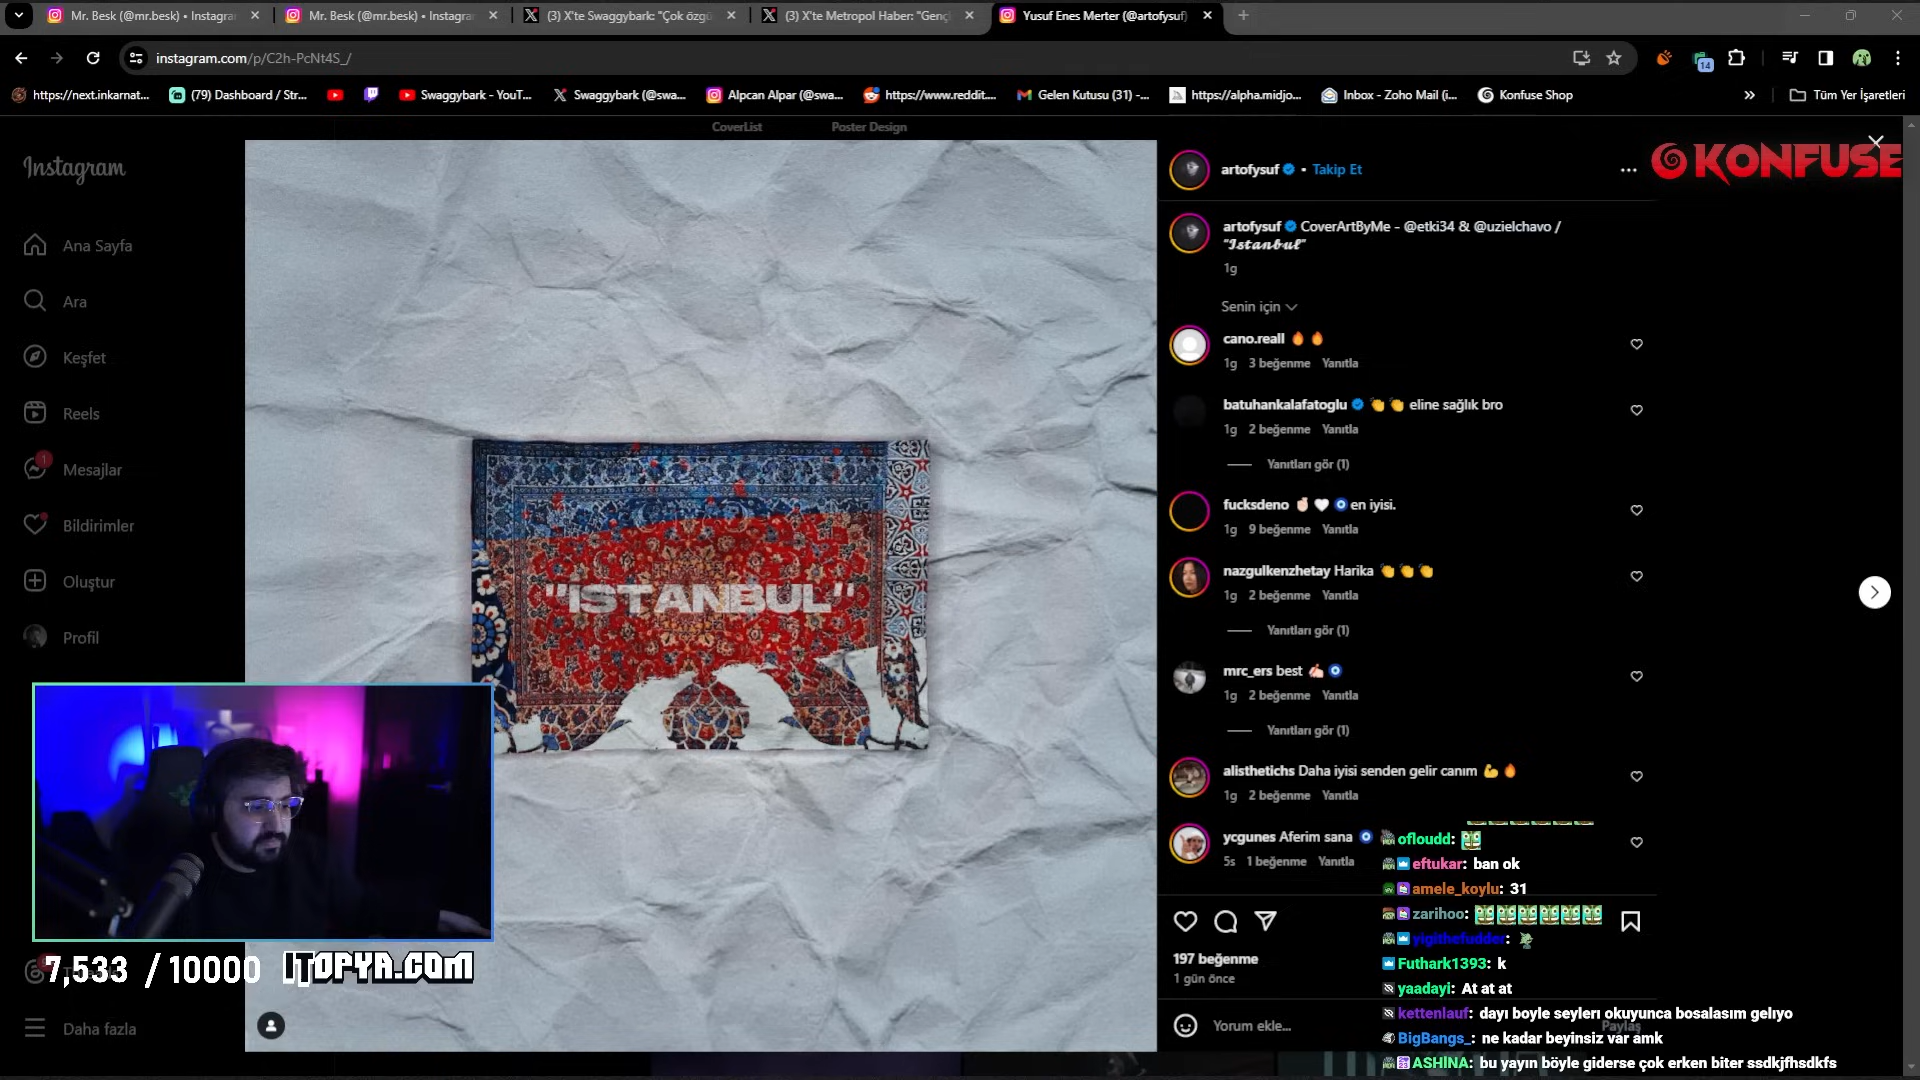 Mr. Besk (@mr.besk) • Instagra
Mr. Besk (@mr.besk) • Instagra
(3) X'te Swaggybark: "Çok özgü
(3) X'te Metropol Haber: "Genç
Yusuf Enes Merter (@artofysuf)
instagram.com/p/C2h-PcNt4S_/
14
https://next.inkarnat...
(79) Dashboard / Str...
Swaggybark - YouT...
Swaggybark (@swa...
Alpcan Alpar (@swa...
https://www.reddit....
Gelen Kutusu (31) -...
https://alpha.midjo...
Inbox - Zoho Mail (i...
Konfuse Shop
Tüm Yer İşaretleri
CoverList
Poster Design
Instagram
Ana Sayfa
Ara
Keşfet
Reels
1
Mesajlar
Bildirimler
Oluştur
Profil
Daha fazla
"ISTANBUL"
7,533 / 10000
ITOPYA.COM
KONFUSE
artofysuf • Takip Et
artofysuf CoverArtByMe - @etki34 & @uzielchavo /
"𝓘𝓼𝓽𝓪𝓷𝓫𝓾𝓵"
1g
Senin için
cano.reall 🔥 🔥
1g 3 beğenme Yanıtla
batuhankalafatoglu 👏 👏 eline sağlık bro
1g 2 beğenme Yanıtla
Yanıtları gör (1)
fucksdeno 🤍 🧿 en iyisi.
1g 9 beğenme Yanıtla
nazgulkenzhetay Harika 👏 👏 👏
1g 2 beğenme Yanıtla
Yanıtları gör (1)
mrc_ers best 🧿
1g 2 beğenme Yanıtla
Yanıtları gör (1)
alisthetichs Daha iyisi senden gelir canım 💪 🔥
1g 2 beğenme Yanıtla
ycgunes Aferim sana 🧿
5s 1 beğenme Yanıtla
197 beğenme
1 gün önce
Yorum ekle...
Paylaş
ofloudd:
eftukar: ban ok
amele_koylu: 31
zarihoo:
yigithefudder:
Futhark1393: k
yaadayi: At at at
kettenlauf: dayı boyle seylerı okuyunca bosalasım gelıyo
BigBangs_: ne kadar beyinsiz var amk
ASHlNA: bu yayın böyle giderse çok erken biter ssdkjfhsdkfs